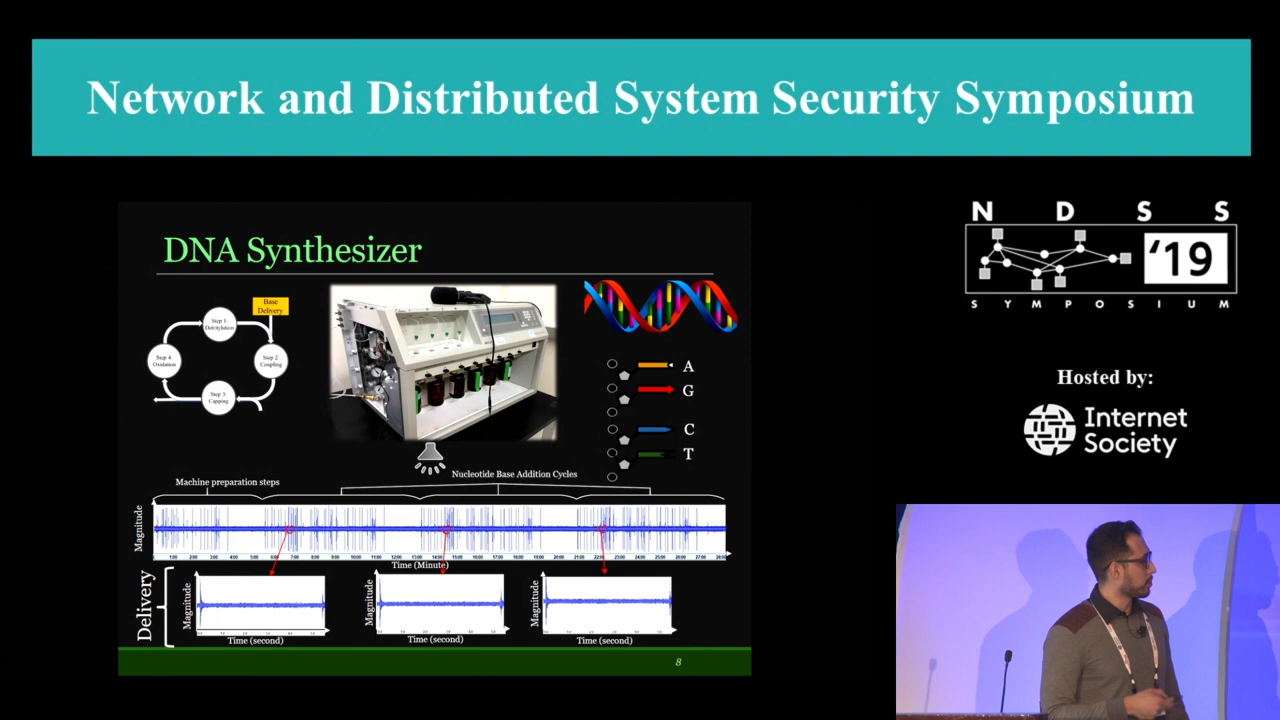 Network and Distributed System Security Symposium
N D S S
'19
S Y M P O S I U M
Hosted by:
Internet
Society
DNA Synthesizer
Base
Delivery
Step 1:
Detritylation
Step 2:
Coupling
Step 3:
Capping
Step 4:
Oxidation
A
G
C
T
Nucleotide Base Addition Cycles
Machine preparation steps
Magnitude
Time (Minute)
Delivery
Magnitude
Time (second)
Magnitude
Time (second)
Magnitude
Time (second)
8